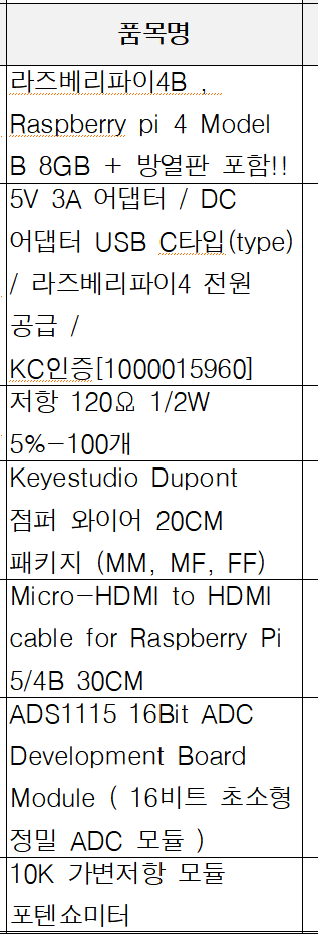 품목명
라즈베리파이4B ,
Raspberry pi 4 Model
B 8GB + 방열판 포함!!
5V 3A 어댑터 / DC
어댑터 USB C타입(type)
/ 라즈베리파이4 전원
공급 /
KC인증[1000015960]
저항 120Ω 1/2W
5%-100개
Keyestudio Dupont
점퍼 와이어 20CM
패키지 (MM, MF, FF)
Micro-HDMI to HDMI
cable for Raspberry Pi
5/4B 30CM
ADS1115 16Bit ADC
Development Board
Module ( 16비트 초소형
정밀 ADC 모듈 )
10K 가변저항 모듈
포텐쇼미터